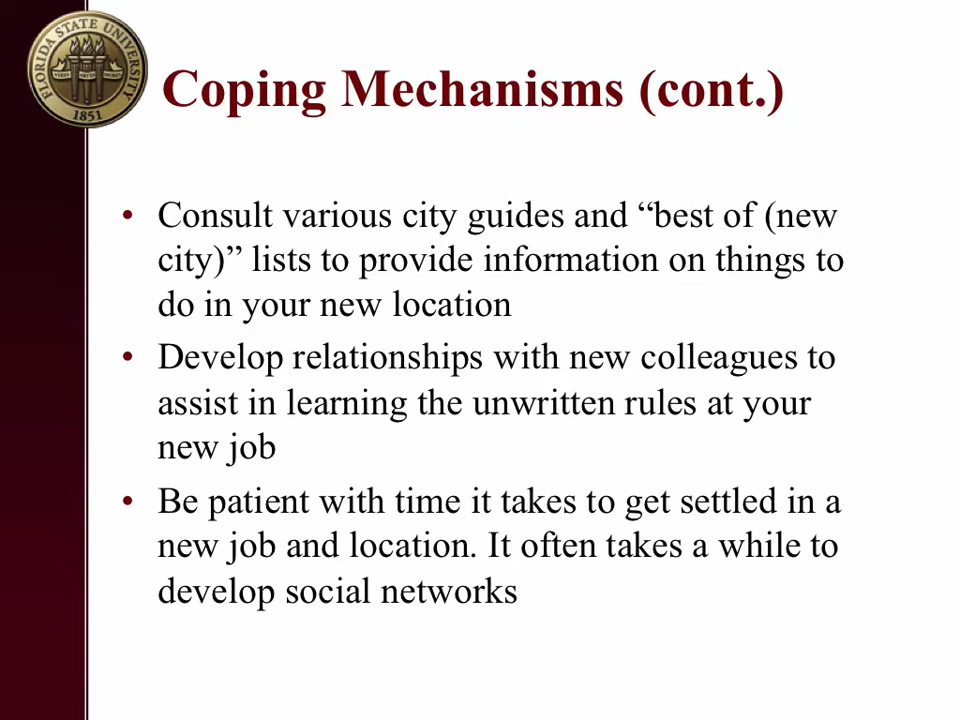 FLORIDA STATE UNIVERSITY
1851
Coping Mechanisms (cont.)
• Consult various city guides and “best of (new
city)” lists to provide information on things to
do in your new location
• Develop relationships with new colleagues to
assist in learning the unwritten rules at your
new job
• Be patient with time it takes to get settled in a
new job and location. It often takes a while to
develop social networks